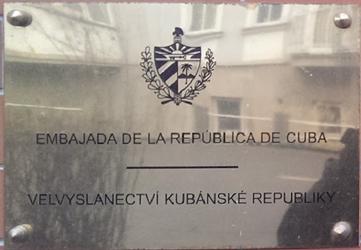 EMBAJADA DE LA REPÚBLICA DE CUBA
VELVYSLANECTVÍ KUBÁNSKÉ REPUBLIKY